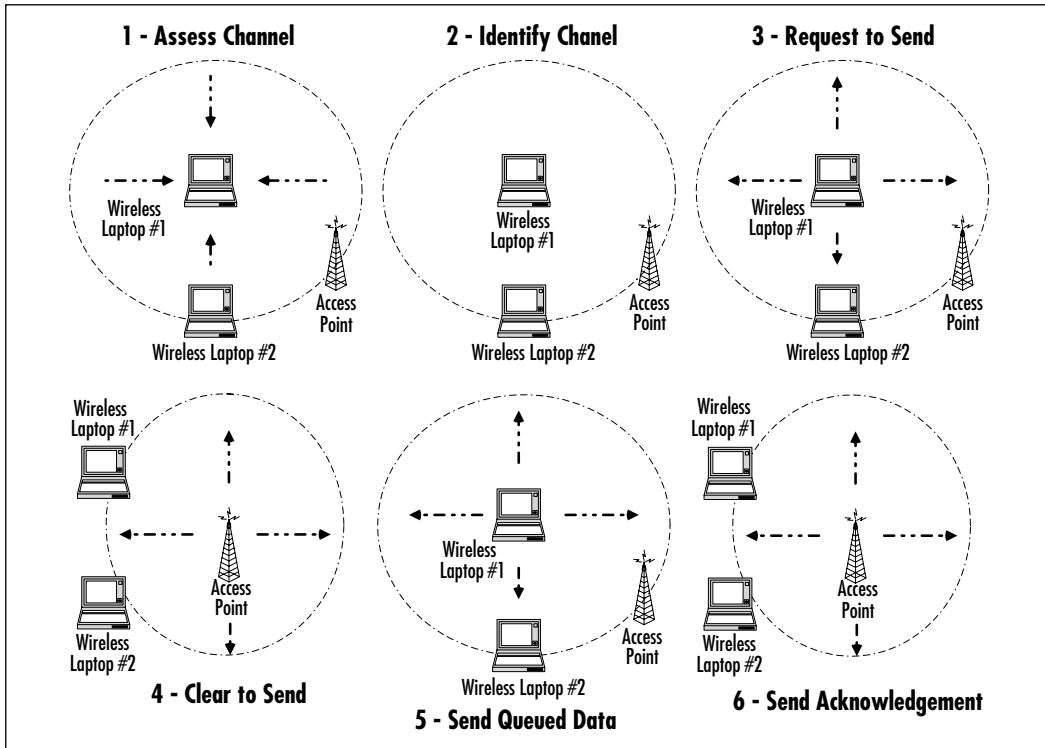 1 - Assess Channel
2 - Identify Chanel
3 - Request to Send
Wireless
Laptop #1
Access
Point
Wireless Laptop #2
Wireless
Laptop #1
Access
Point
Wireless Laptop #2
Wireless
Laptop #1
Access
Point
Wireless Laptop #2
Wireless
Laptop #1
Access
Point
Wireless
Laptop #2
4 - Clear to Send
Wireless
Laptop #1
Access
Point
Wireless Laptop #2
5 - Send Queued Data
Wireless
Laptop #1
Access
Point
Wireless
Laptop #2
6 - Send Acknowledgement